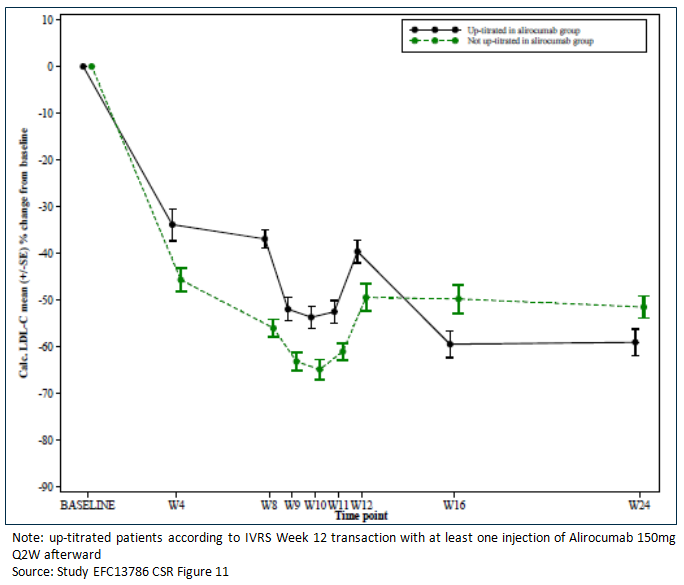 Up-titrated in alirocumab group
Not up-titrated in alirocumab group
Calc. LDL-C mean (+/-SE) % change from baseline
10
0
-10
-20
-30
-40
-50
-60
-70
-80
-90
BASELINE W4 W8 W9 W10 W11 W12 W16 W24
Time point
Note: up-titrated patients according to IVRS Week 12 transaction with at least one injection of Alirocumab 150mg
Q2W afterward
Source: Study EFC13786 CSR Figure 11